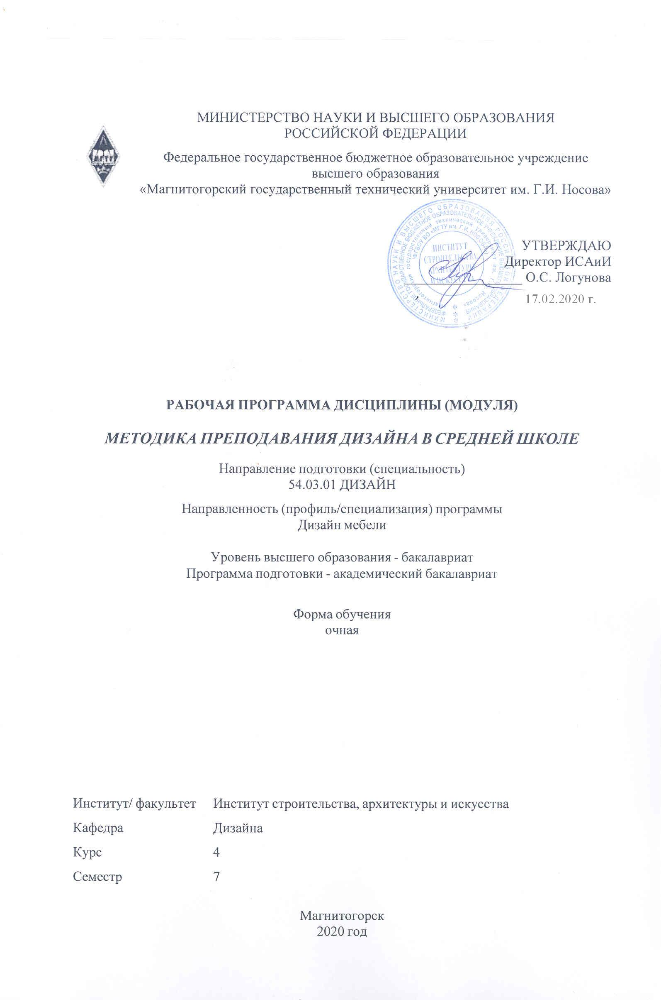 МИНИСТЕРСТВО НАУКИ И ВЫСШЕГО ОБРАЗОВАНИЯ
РОССИЙСКОЙ ФЕДЕРАЦИИ
Федеральное государственное бюджетное образовательное учреждение
высшего образования
«Магнитогорский государственный технический университет им. Г.И. Носова»
МИНИСТЕРСТВО НАУКИ И ВЫСШЕГО ОБРАЗОВАНИЯ РОССИЙСКОЙ ФЕДЕРАЦИИ
ФЕДЕРАЛЬНОЕ ГОСУДАРСТВЕННОЕ БЮДЖЕТНОЕ ОБРАЗОВАТЕЛЬНОЕ УЧРЕЖДЕНИЕ ВЫСШЕГО ОБРАЗОВАНИЯ
«Магнитогорский государственный технический университет им. Г.И. Носова»
(ФГБОУ ВО «МГТУ им. Г.И. НОСОВА»)
ИНСТИТУТ
СТРОИТЕЛЬСТВА,
АРХИТЕКТУРЫ
И ИСКУССТВА
УТВЕРЖДАЮ
Директор ИСАиИ
О.С. Логунова
17.02.2020 г.
РАБОЧАЯ ПРОГРАММА ДИСЦИПЛИНЫ (МОДУЛЯ)
МЕТОДИКА ПРЕПОДАВАНИЯ ДИЗАЙНА В СРЕДНЕЙ ШКОЛЕ
Направление подготовки (специальность)
54.03.01 ДИЗАЙН
Направленность (профиль/специализация) программы
Дизайн мебели
Уровень высшего образования - бакалавриат
Программа подготовки - академический бакалавриат
Форма обучения
очная
Институт/ факультет Институт строительства, архитектуры и искусства
Кафедра Дизайна
Курс 4
Семестр 7
Магнитогорск
2020 год